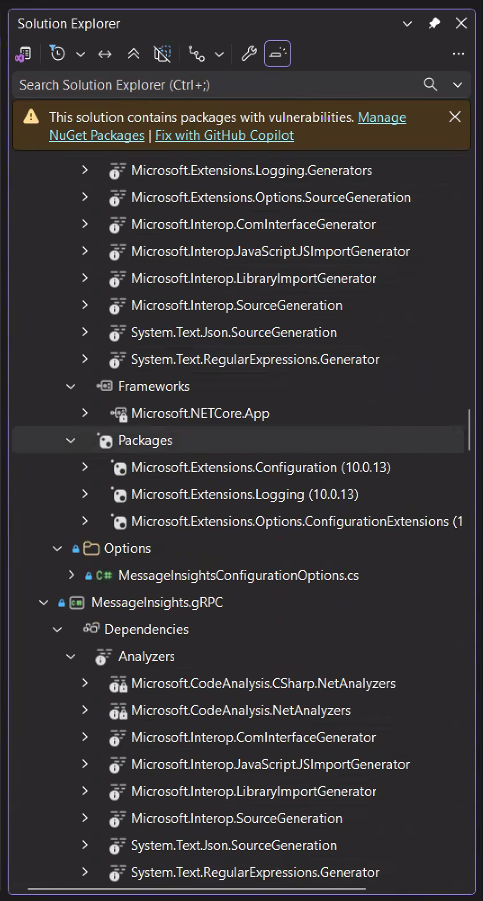 Solution Explorer
Search Solution Explorer (Ctrl+;)
This solution contains packages with vulnerabilities. Manage
NuGet Packages | Fix with GitHub Copilot
Microsoft.Extensions.Logging.Generators
Microsoft.Extensions.Options.SourceGeneration
Microsoft.Interop.ComInterfaceGenerator
Microsoft.Interop.JavaScript.JSImportGenerator
Microsoft.Interop.LibraryImportGenerator
Microsoft.Interop.SourceGeneration
System.Text.Json.SourceGeneration
System.Text.RegularExpressions.Generator
Frameworks
Microsoft.NETCore.App
Packages
Microsoft.Extensions.Configuration (10.0.13)
Microsoft.Extensions.Logging (10.0.13)
Microsoft.Extensions.Options.ConfigurationExtensions (1
Options
C# MessageInsightsConfigurationOptions.cs
MessageInsights.gRPC
Dependencies
Analyzers
Microsoft.CodeAnalysis.CSharp.NetAnalyzers
Microsoft.CodeAnalysis.NetAnalyzers
Microsoft.Interop.ComInterfaceGenerator
Microsoft.Interop.JavaScript.JSImportGenerator
Microsoft.Interop.LibraryImportGenerator
Microsoft.Interop.SourceGeneration
System.Text.Json.SourceGeneration
System.Text.RegularExpressions.Generator